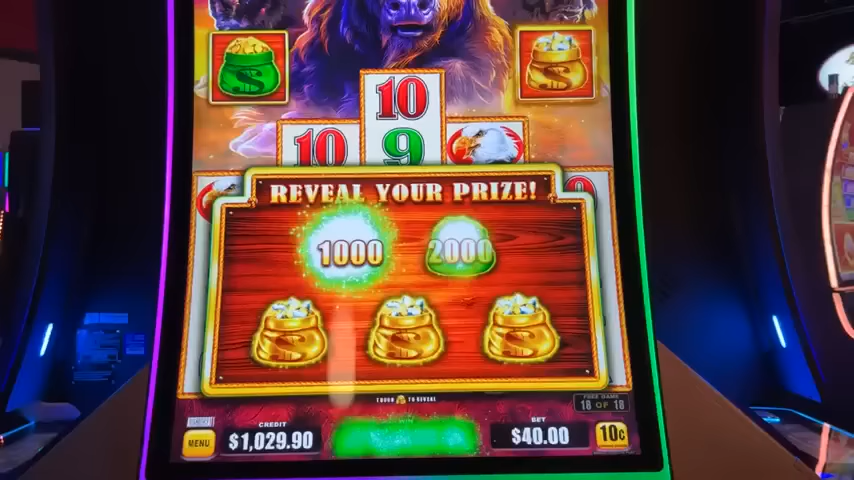 $
$
10
10
9
REVEAL YOUR PRIZE!
1000
2000
$
$
$
TOUCH TO REVEAL
FREE GAME
18 OF 18
MENU
CREDIT
$1,029.90
BET
$40.00
10¢